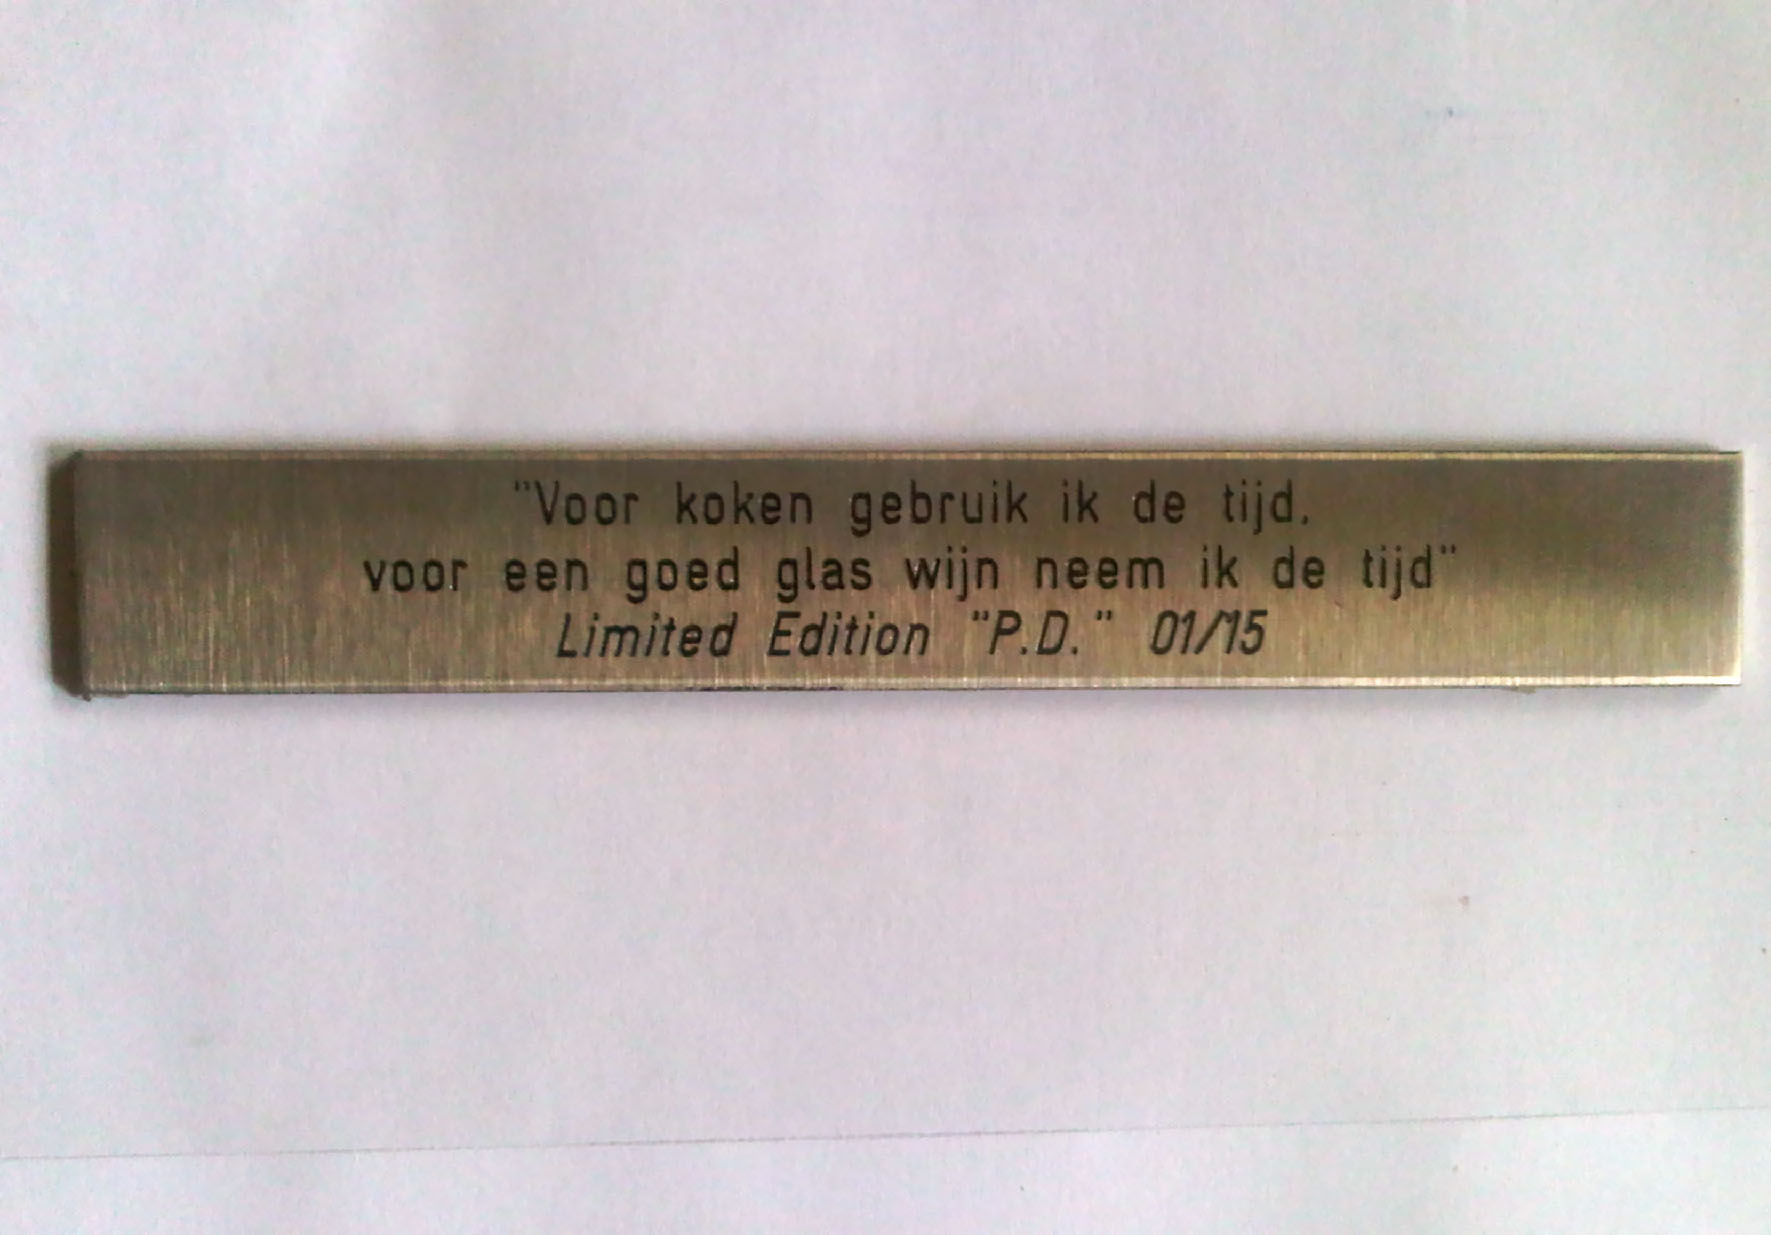 "Voor koken gebruik ik de tijd,
voor een goed glas wijn neem ik de tijd"
Limited Edition "P.D." 01/15